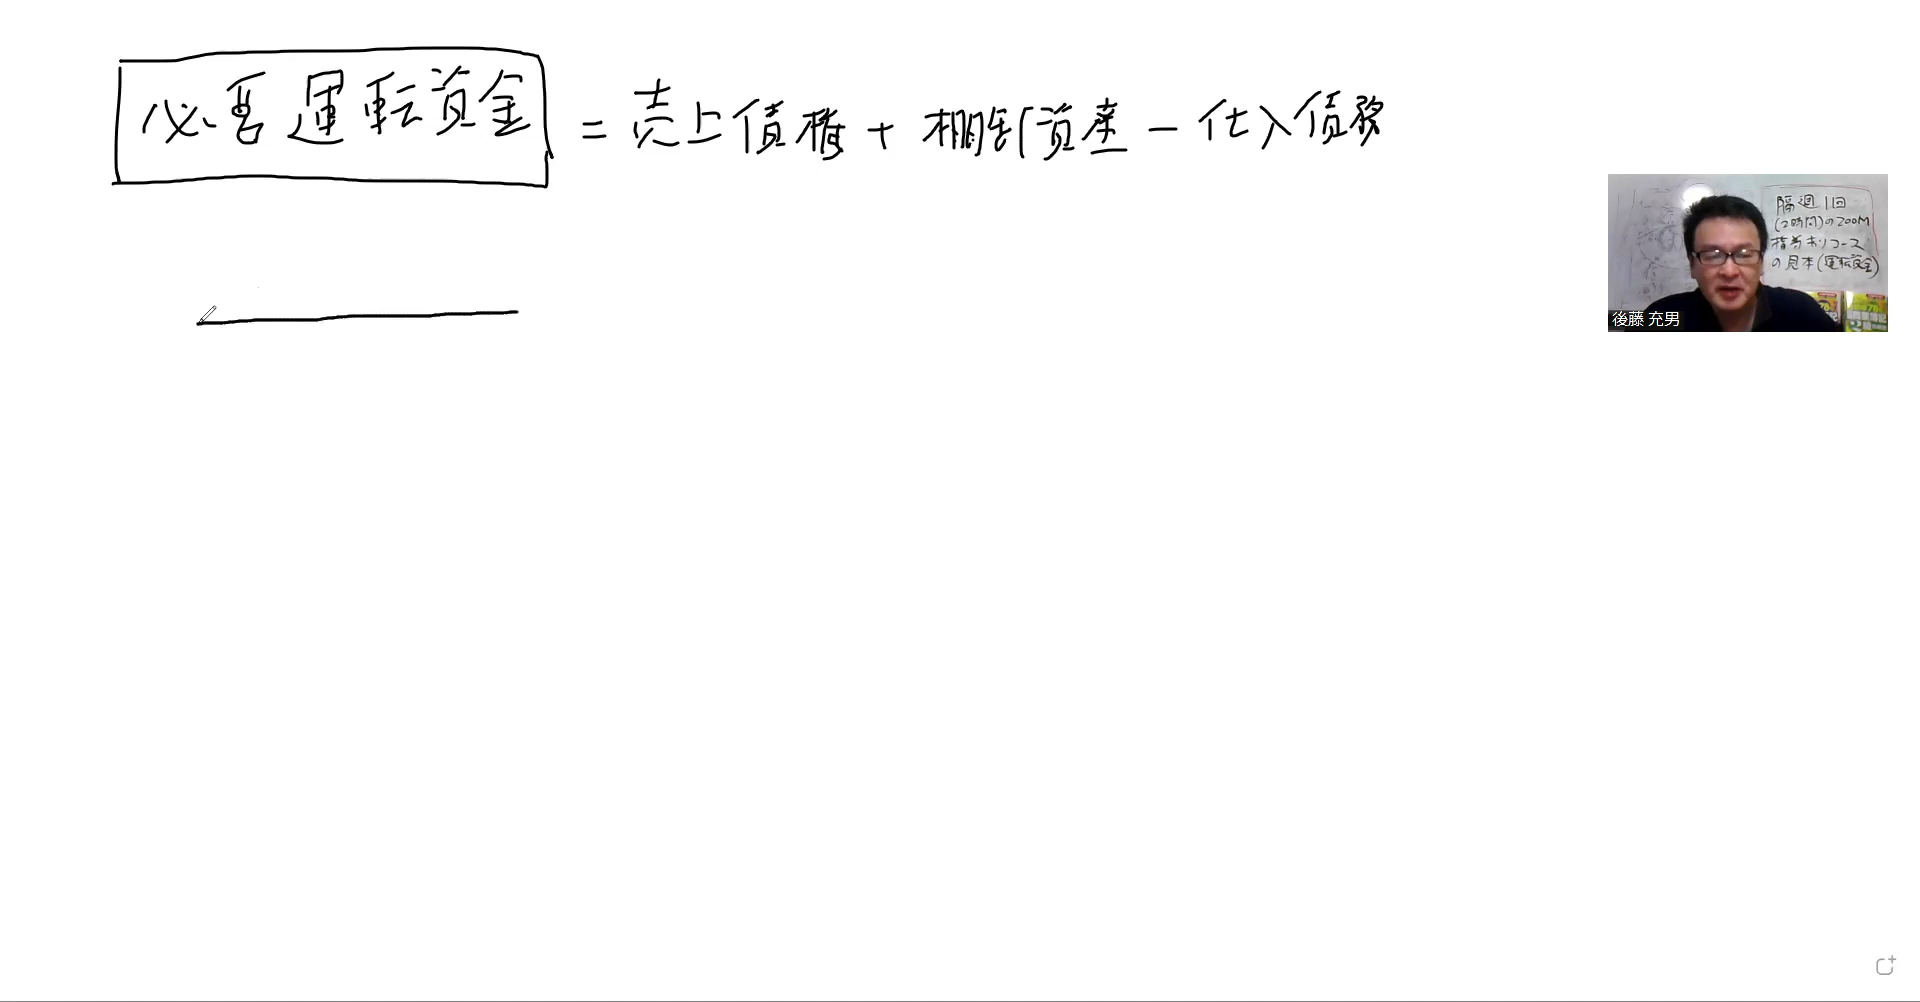 必要運転資金 = 売上債権 + 棚卸資産 - 仕入債務
隔週1回
(2時間)のZOOM
指導ありコース
の見本(運転資金)
後藤 充男